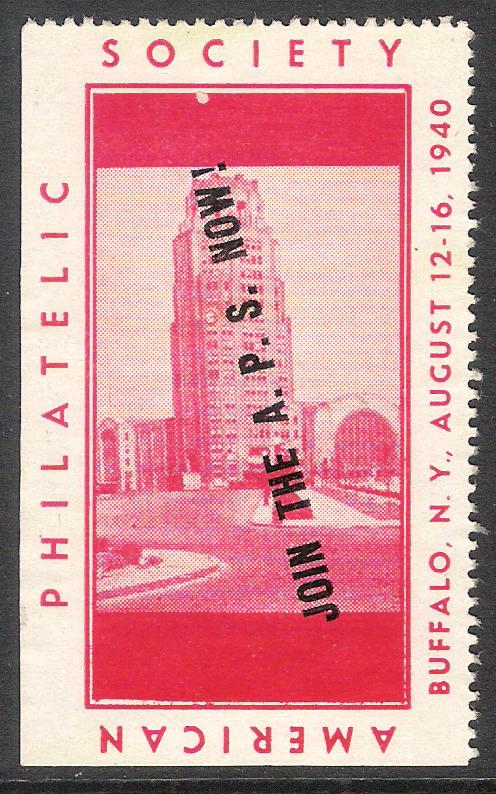 AMERICAN
PHILATELIC
SOCIETY
BUFFALO, N. Y., AUGUST 12-16, 1940
JOIN THE A. P. S. NOW!